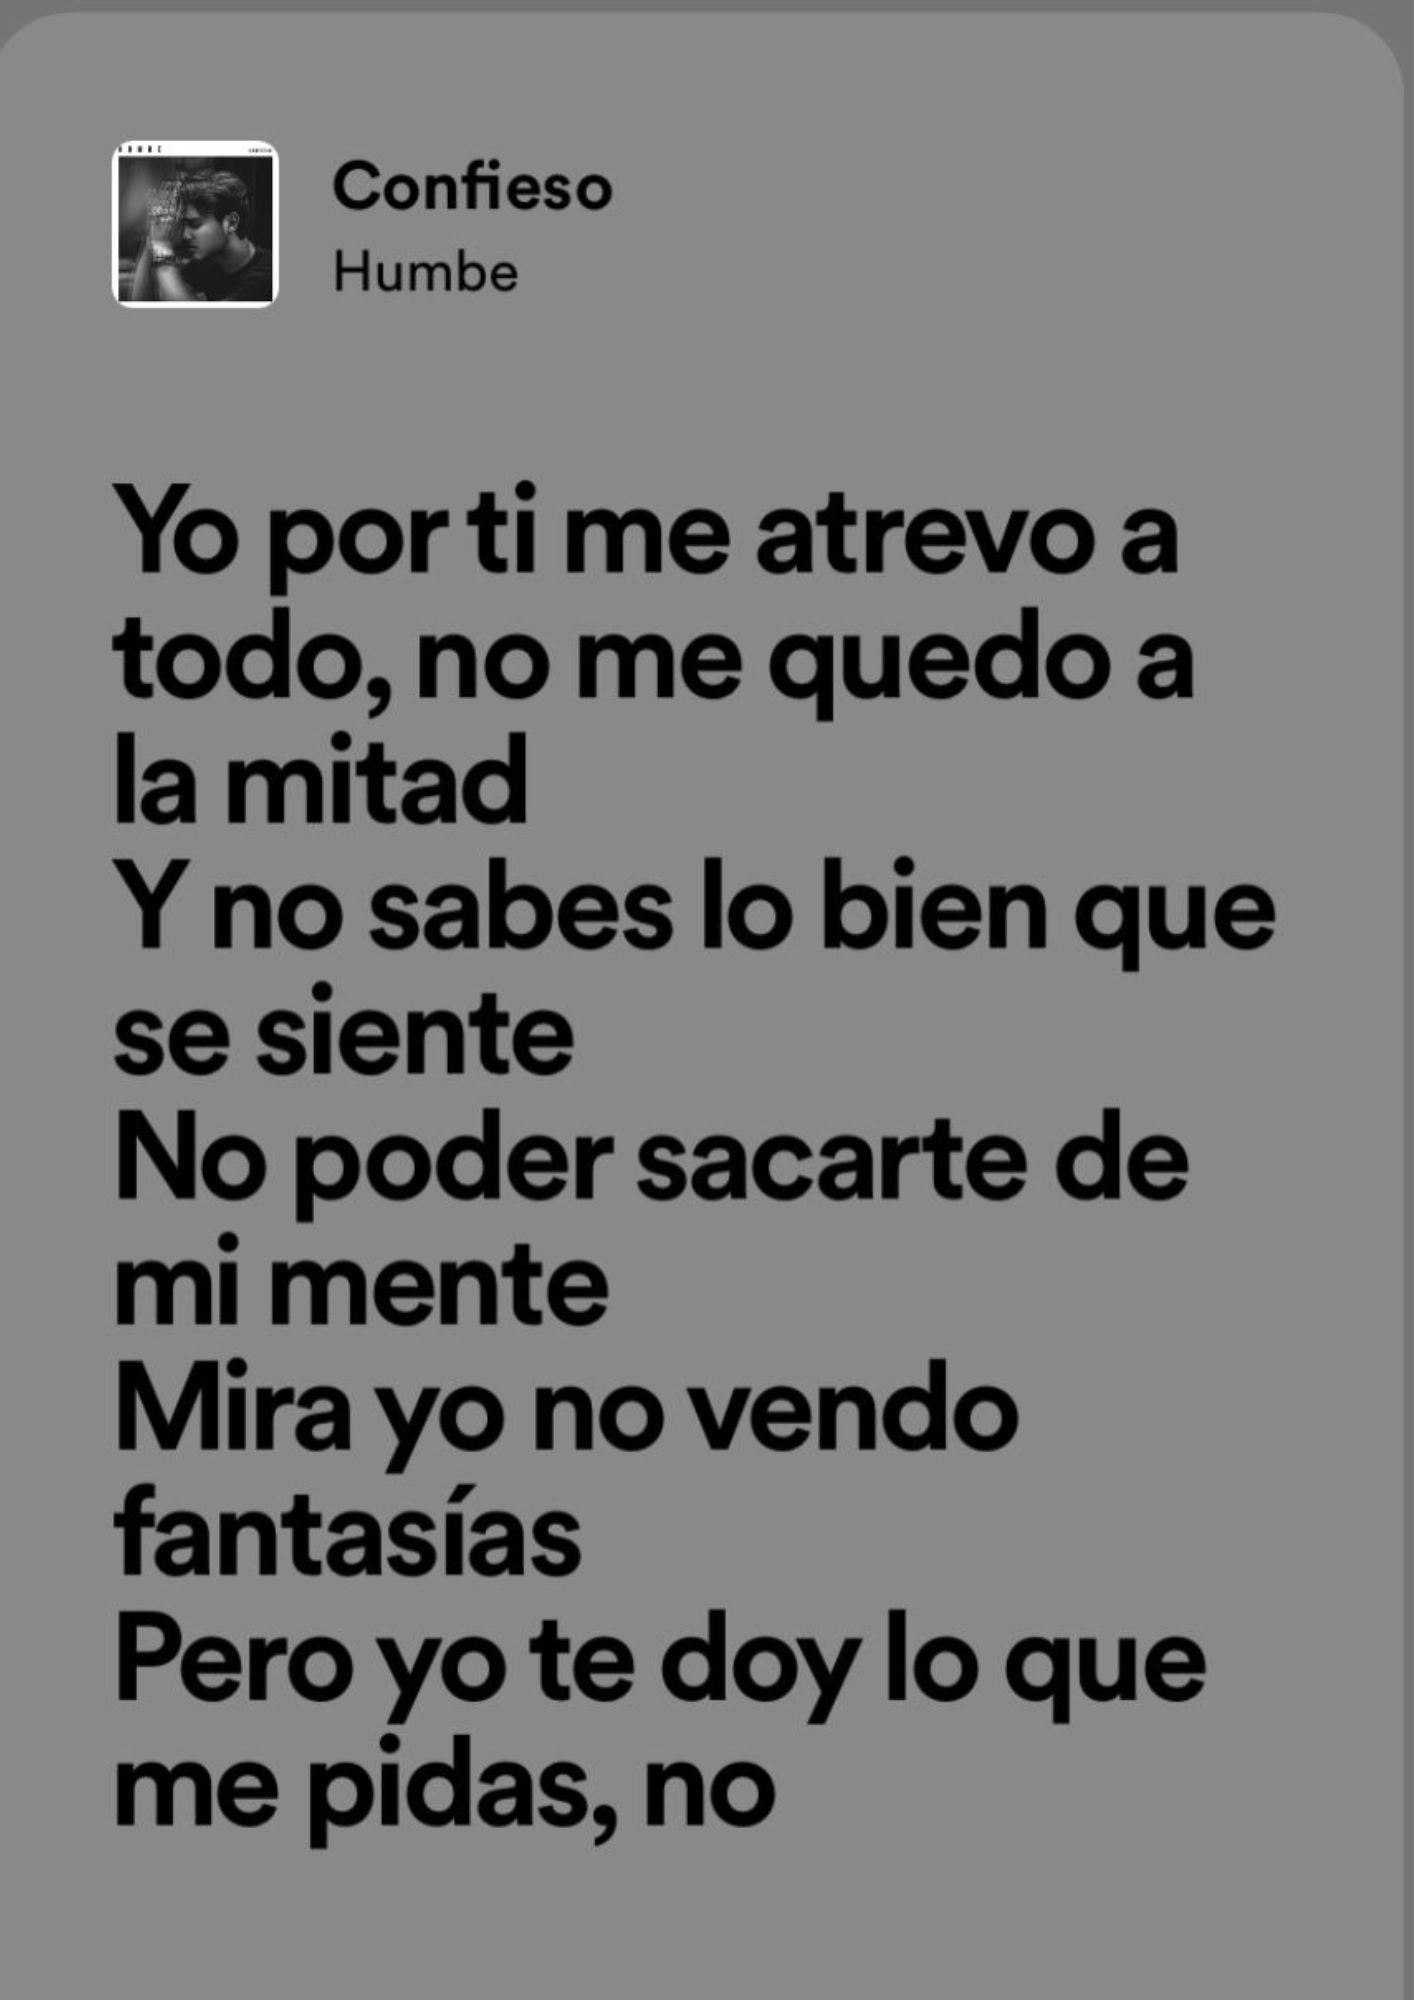 Confieso
Humbe
Yo por ti me atrevo a
todo, no me quedo a
la mitad
Y no sabes lo bien que
se siente
No poder sacarte de
mi mente
Mira yo no vendo
fantasías
Pero yo te doy lo que
me pidas, no